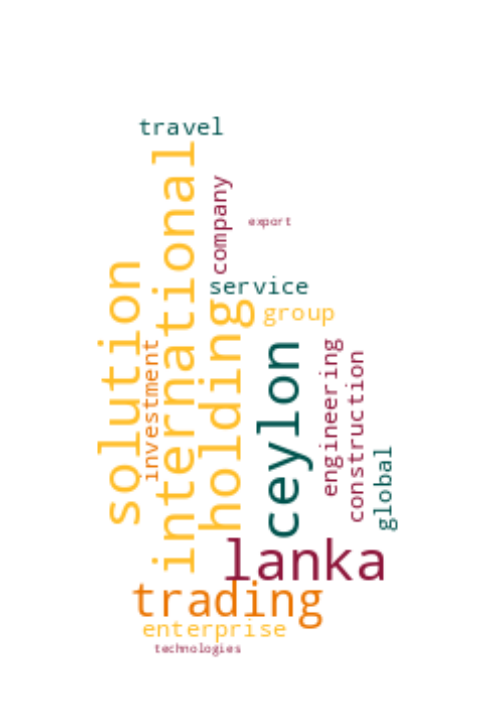 travel
international
company
export
solution
service
holding
group
investment
ceylon
engineering
construction
global
lanka
trading
enterprise
technologies